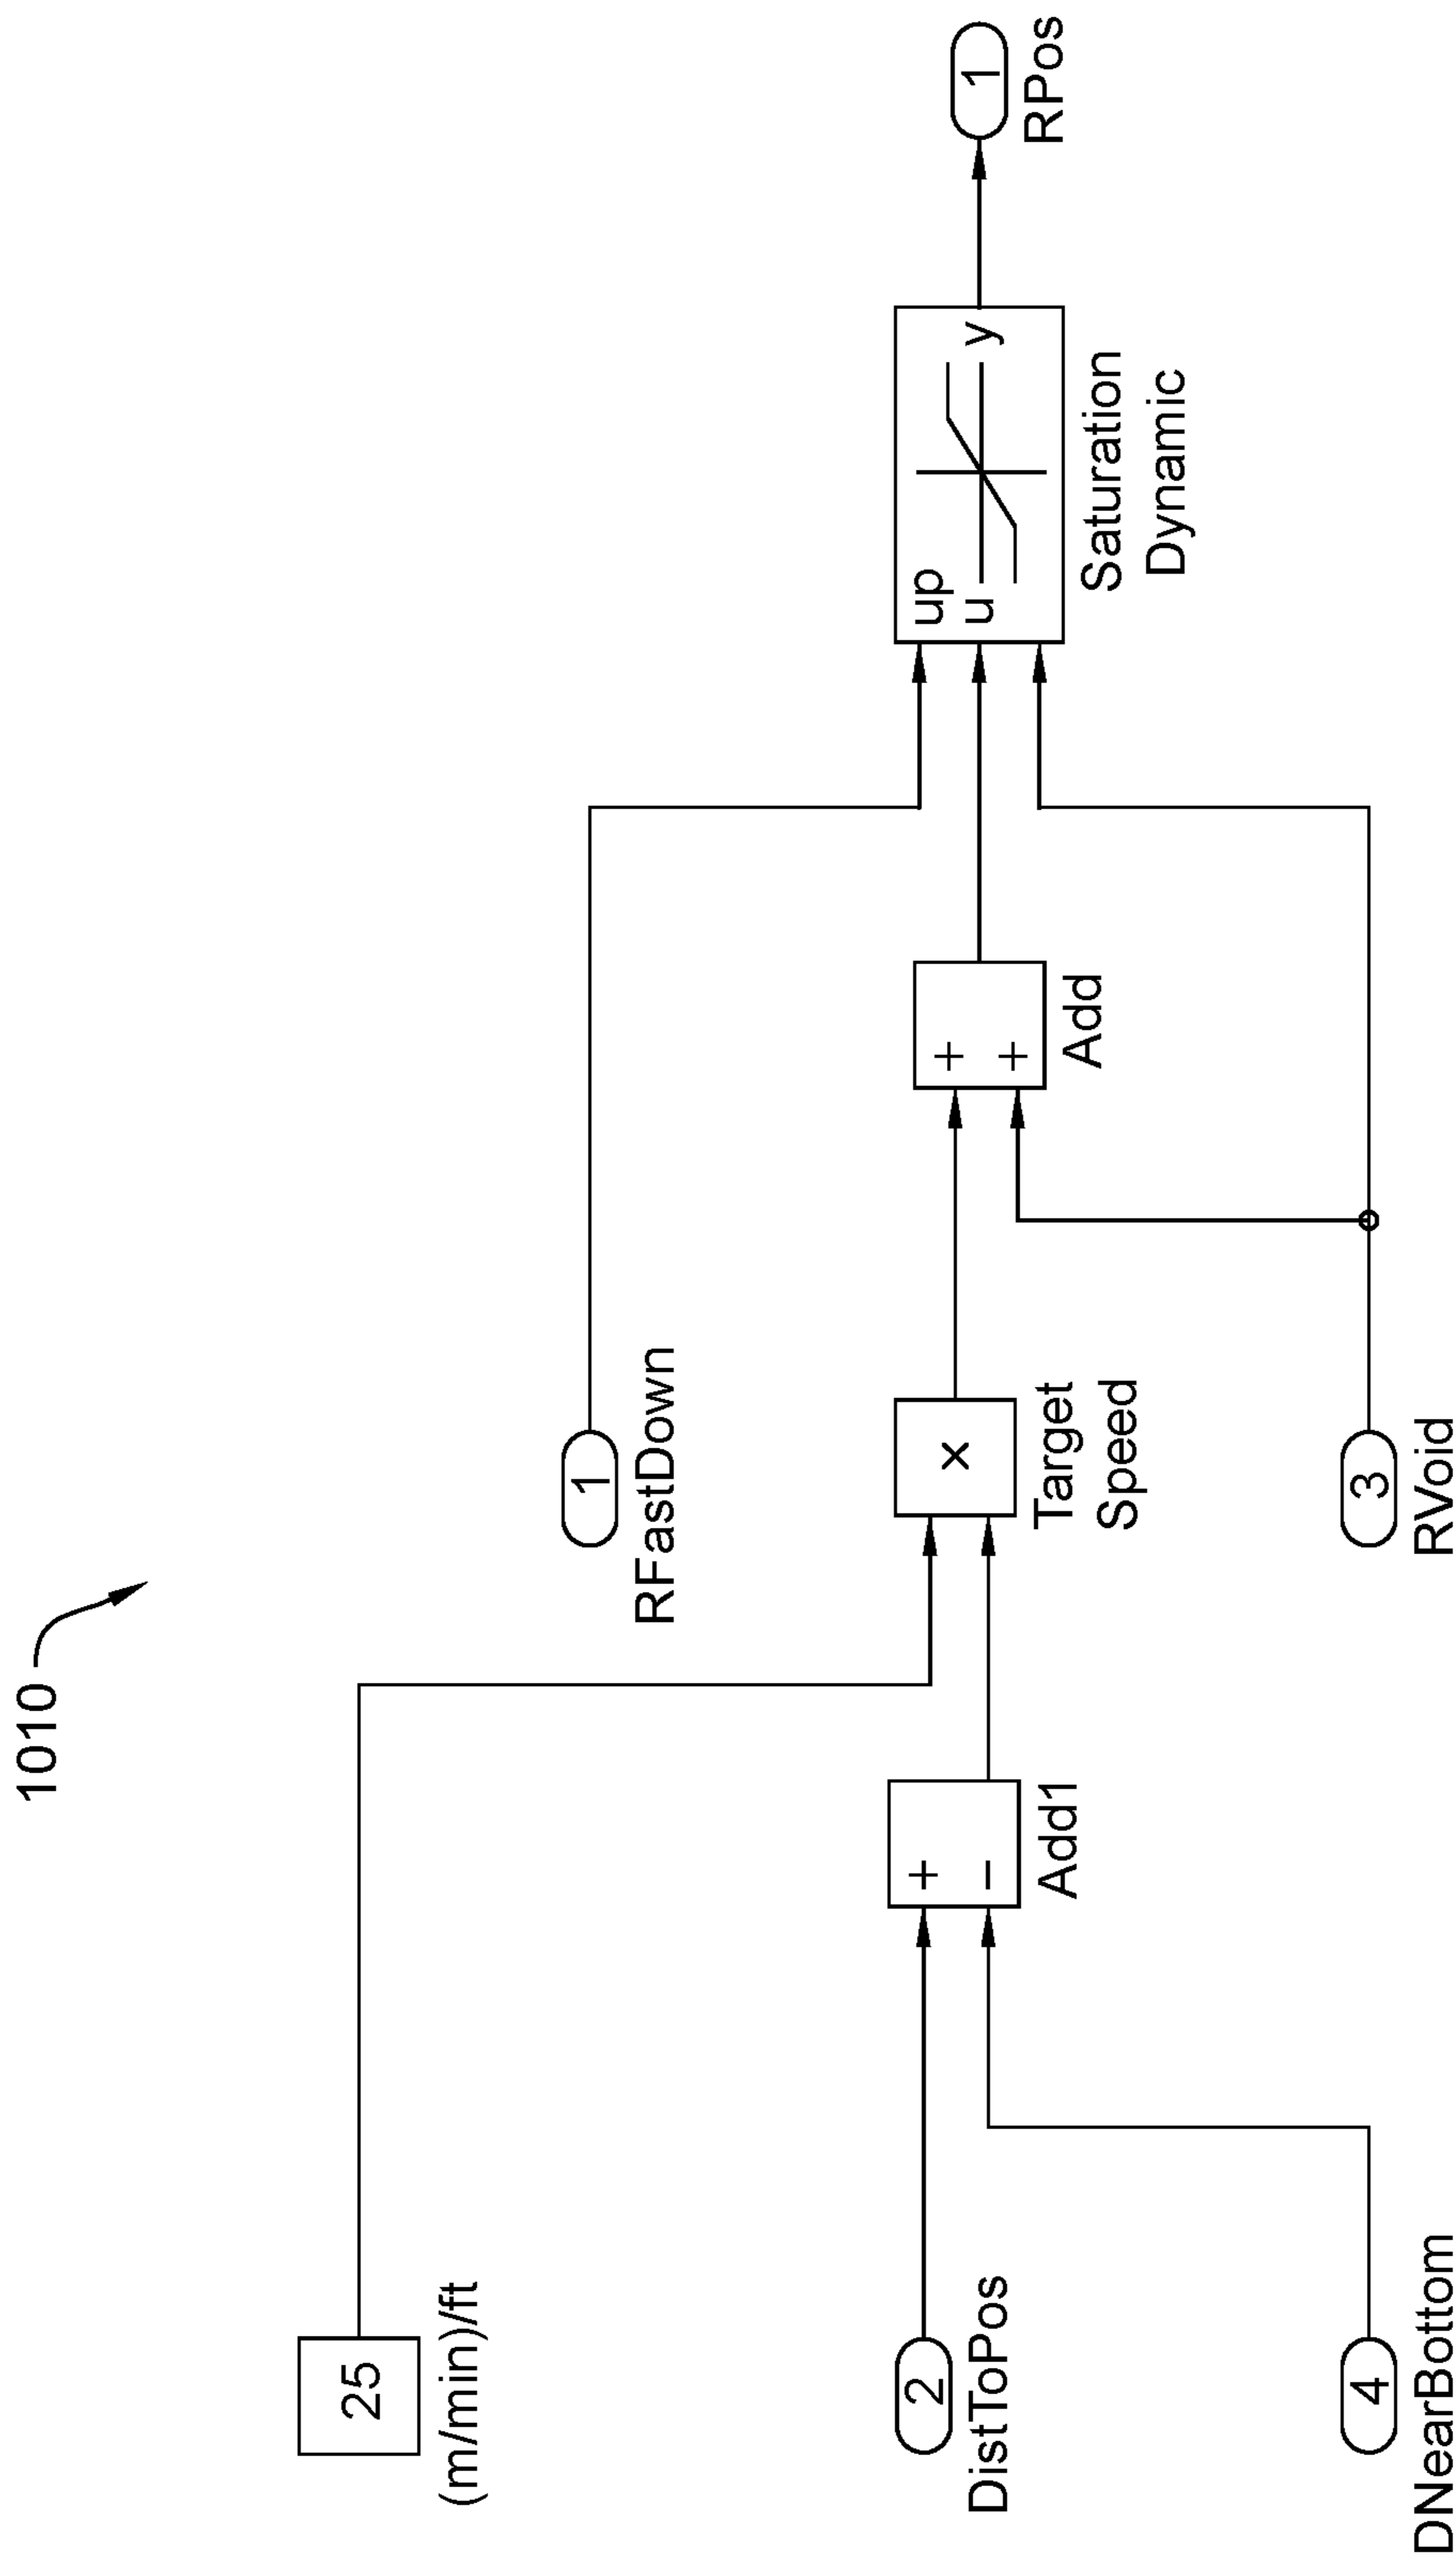 1010
25
(m/min)/ft
2
DistToPos
4
DNearBottom
+
−
Add1
1
RFastDown
×
Target
Speed
3
RVoid
+
+
Add
up
u
y
Saturation
Dynamic
1
RPos